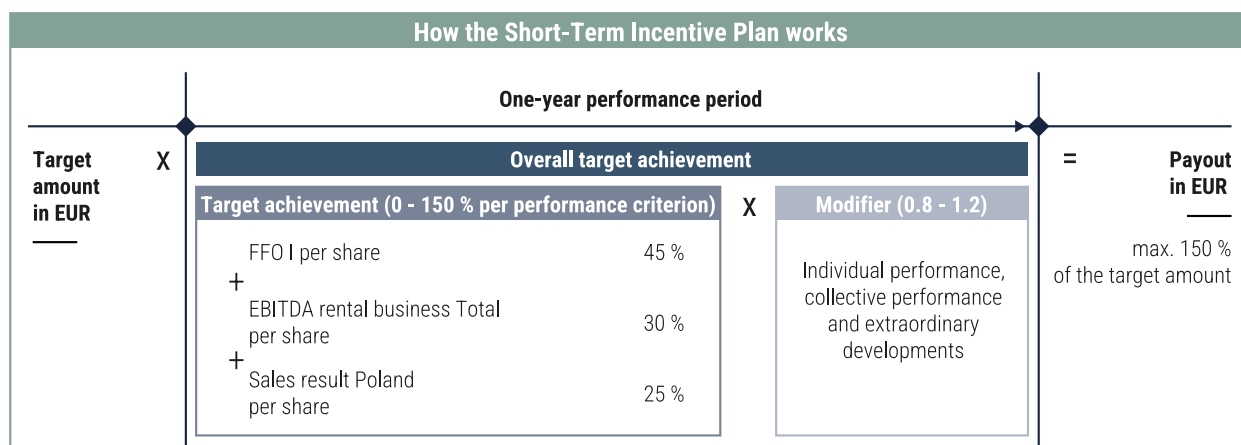 How the Short-Term Incentive Plan works
One-year performance period
Target
amount
in EUR
X
Overall target achievement
Target achievement (0 - 150 % per performance criterion)
FFO I per share 45 %
+
EBITDA rental business Total
per share 30 %
+
Sales result Poland
per share 25 %
X
Modifier (0.8 - 1.2)
Individual performance,
collective performance
and extraordinary
developments
=
Payout
in EUR
max. 150 %
of the target amount